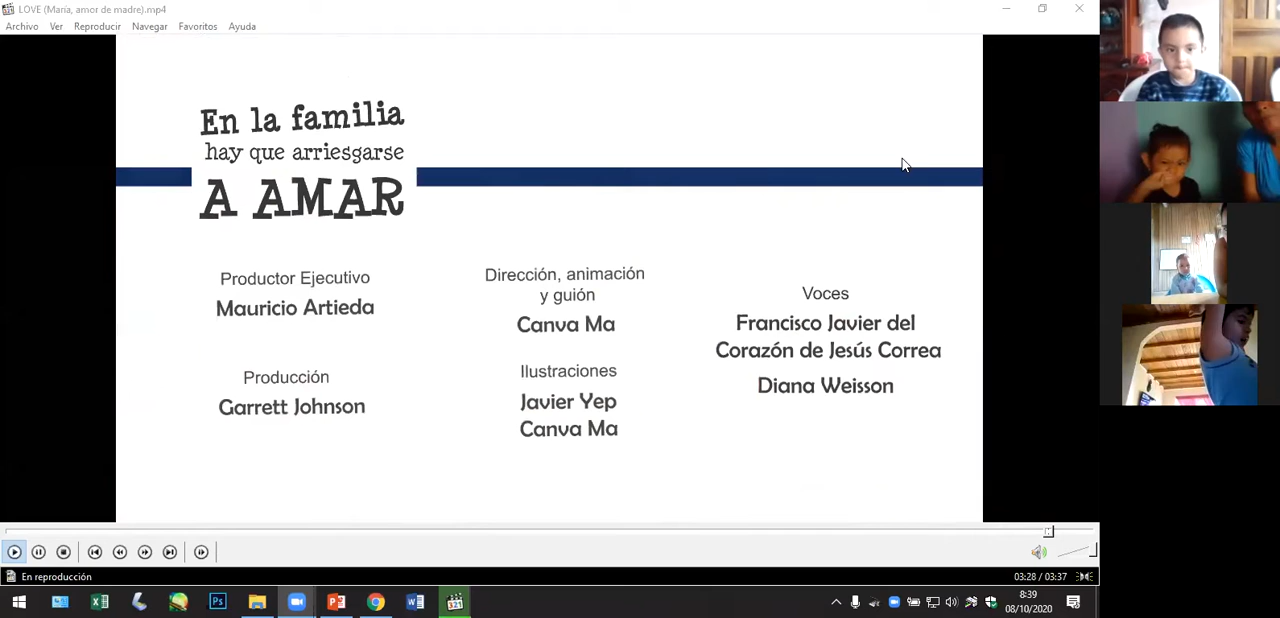 LOVE (María, amor de madre).mp4
Archivo Ver Reproducir Navegar Favoritos Ayuda
En la familia
hay que arriesgarse
A AMAR
Productor Ejecutivo
Mauricio Artieda
Producción
Garrett Johnson
Dirección, animación
y guión
Canva Ma
Ilustraciones
Javier Yep
Canva Ma
Voces
Francisco Javier del
Corazón de Jesús Correa
Diana Weisson
En reproducción
03:28 / 03:37
Ps
321
8:39
08/10/2020